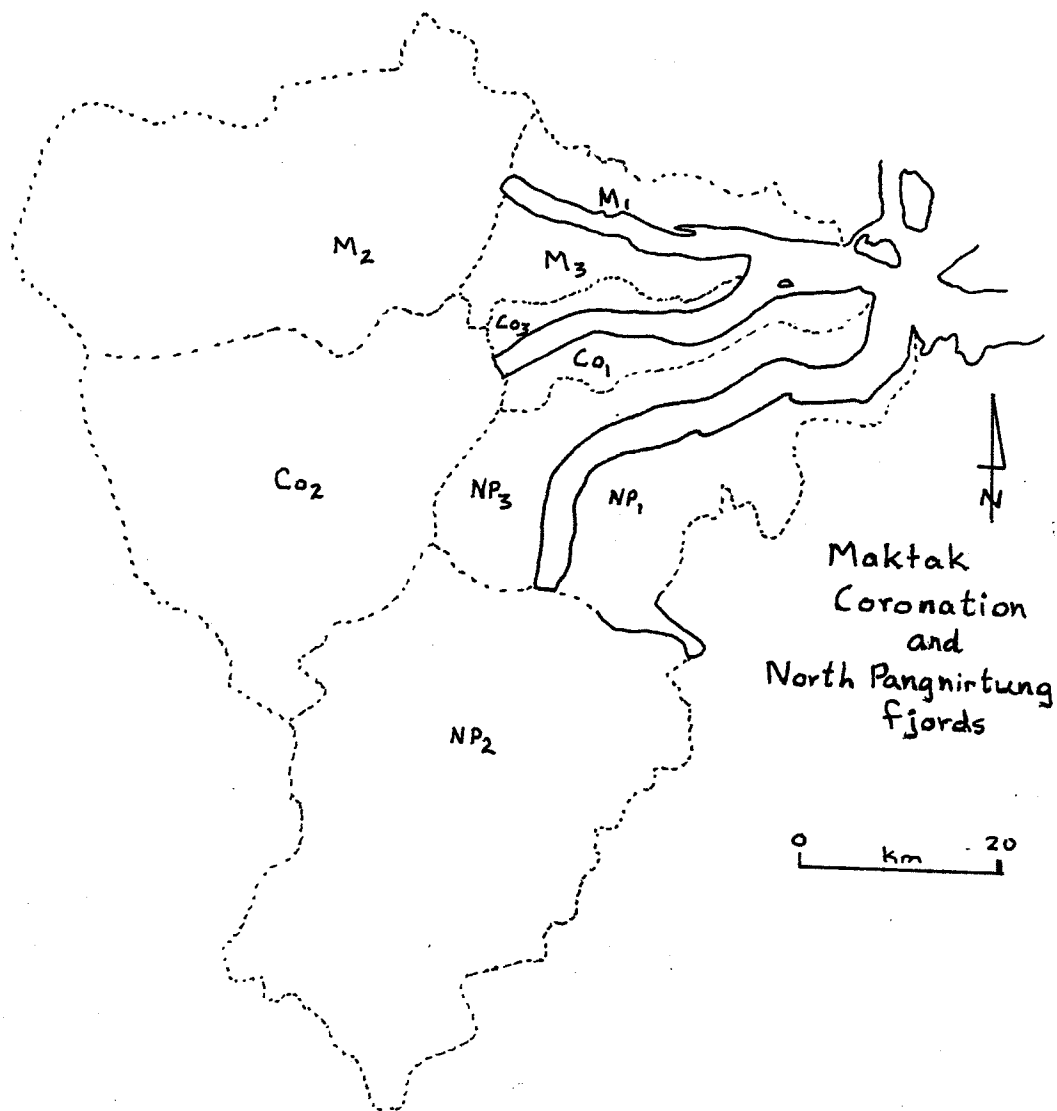 M₁
M₂
M₃
Co₃
Co₁
Co₂
NP₃
NP₁
N
Maktak
Coronation
and
North Pangnirtung
fjords
NP₂
0 km 20